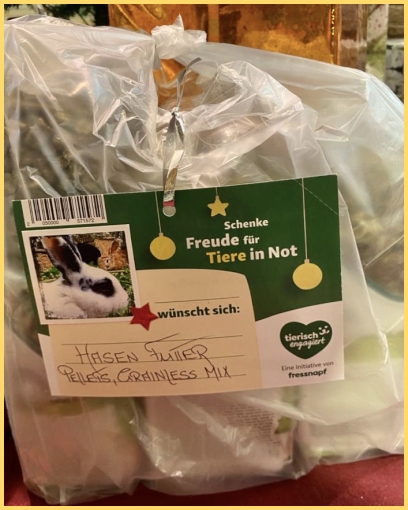 Schenke
Freude für
Tiere in Not
wünscht sich:
HASEN FUTTER
PELLETS, GRAINLESS MIX
tierisch
engagiert
Eine Initiative von
fressnapf